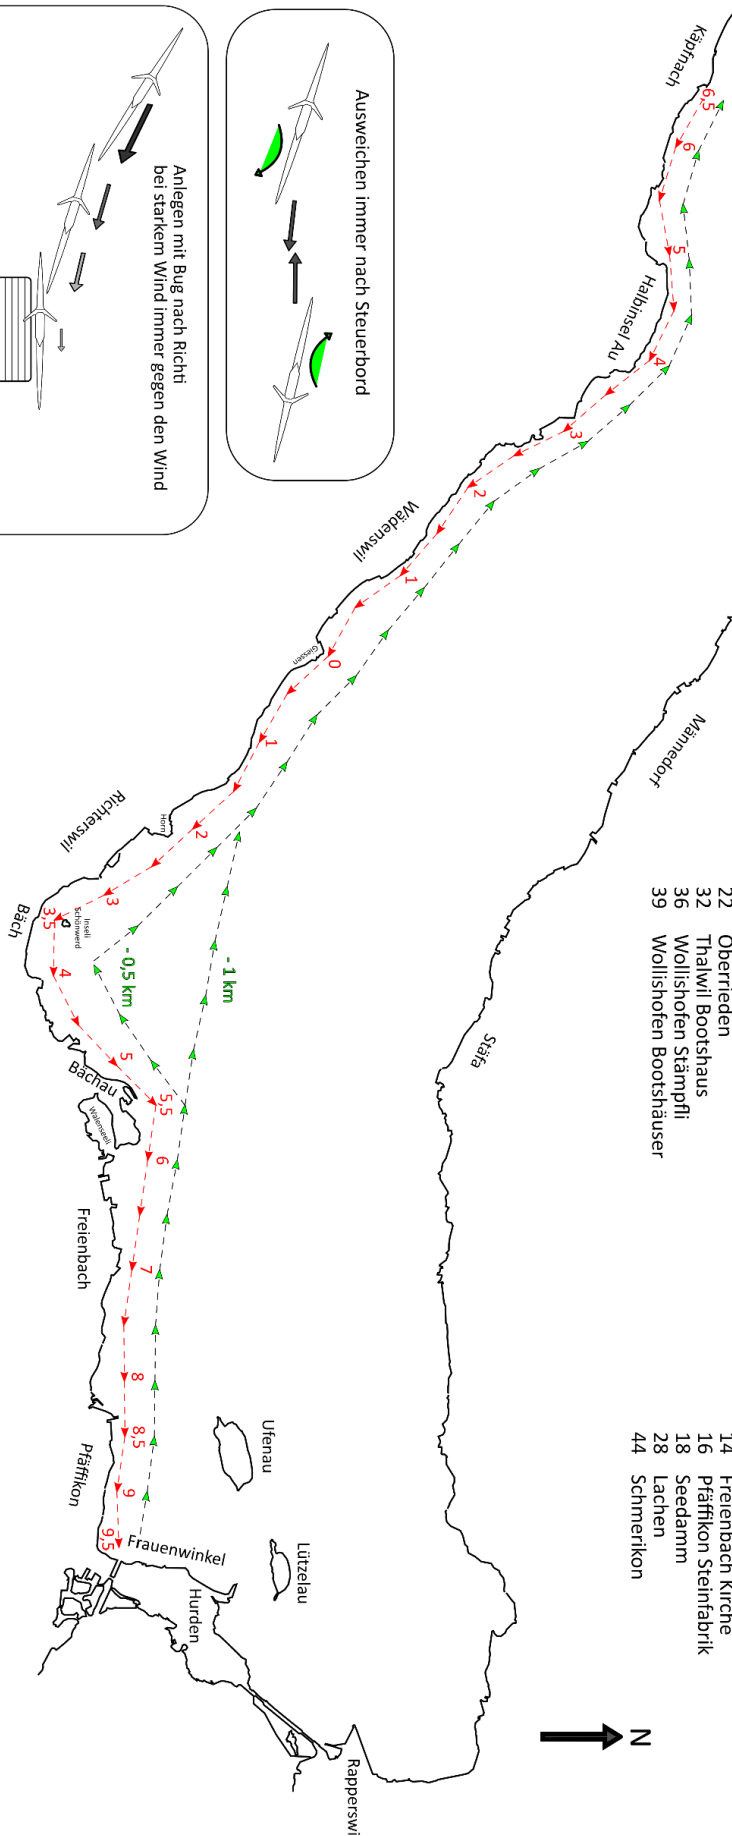 22 Oberrieden
32 Thalwil Bootshaus
36 Wollishofen Stämpfli
39 Wollishofen Bootshäuser
14 Freienbach Kirche
16 Pfäffikon Steinfabrik
18 Seedamm
28 Lachen
44 Schmerikon
N
Käpfnach
6,5
6
5
Halbinsel Au
4
3
2
Wädenswil
1
Giessen
0
1
2
Horn
Richterswil
3
Inseli
Schönwerd
3,5
Bäch
4
5
Bächau
5,5
Walenseeli
6
Freienbach
7
8
8,5
Pfäffikon
9
9,5
Frauenwinkel
Hurden
Rapperswi
Lützelau
Ufenau
- 1 km
- 0,5 km
Männedorf
Stäfa
Ausweichen immer nach Steuerbord
Anlegen mit Bug nach Richti
bei starkem Wind immer gegen den Wind